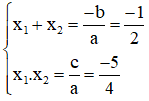 x₁ + x₂ = -b/a = -1/2
x₁.x₂ = c/a = -5/4